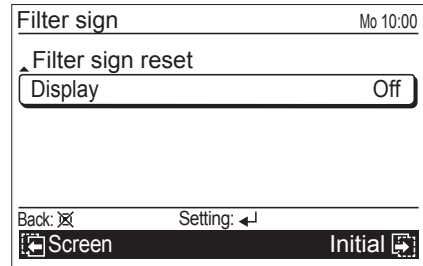 Filter sign Mo 10:00
Filter sign reset
Display Off
Back: Setting:
Screen Initial